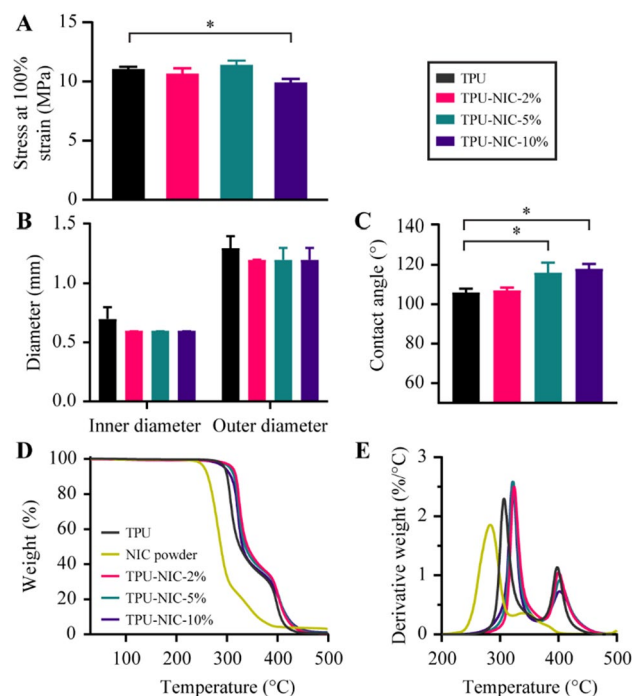 A
Stress at 100%
strain (MPa)
15
10
5
0
*
TPU
TPU-NIC-2%
TPU-NIC-5%
TPU-NIC-10%
B
Diameter (mm)
1.5
1.0
0.5
0.0
Inner diameter
Outer diameter
C
Contact angle (°)
140
120
100
80
60
*
*
D
Weight (%)
100
80
60
40
20
0
TPU
NIC powder
TPU-NIC-2%
TPU-NIC-5%
TPU-NIC-10%
100
200
300
400
500
Temperature (°C)
E
Derivative weight (%/°C)
3
2
1
0
200
300
400
500
Temperature (°C)